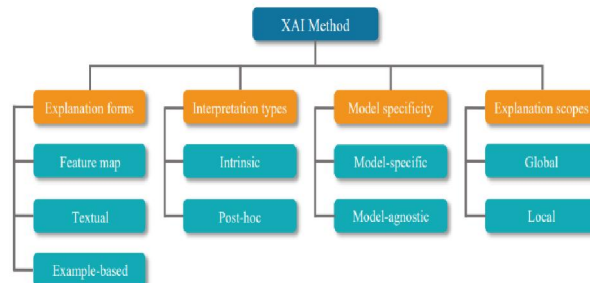 XAI Method
Explanation forms
Interpretation types
Model specificity
Explanation scopes
Feature map
Intrinsic
Model-specific
Global
Textual
Post-hoc
Model-agnostic
Local
Example-based